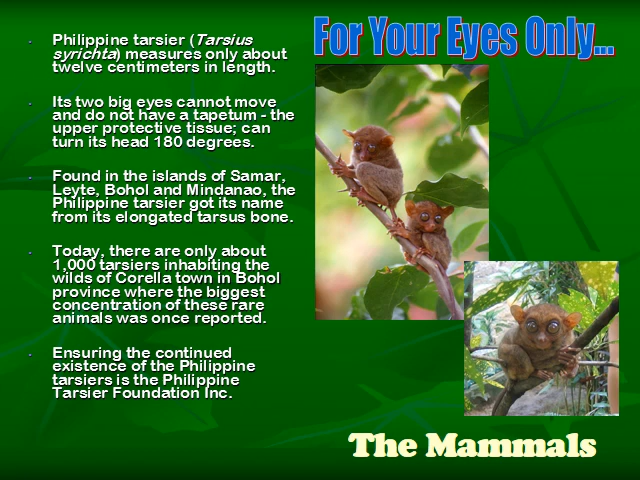 For Your Eyes Only...
Philippine tarsier (Tarsius
syrichta) measures only about
twelve centimeters in length.
Its two big eyes cannot move
and do not have a tapetum - the
upper protective tissue; can
turn its head 180 degrees.
Found in the islands of Samar,
Leyte, Bohol and Mindanao, the
Philippine tarsier got its name
from its elongated tarsus bone.
Today, there are only about
1,000 tarsiers inhabiting the
wilds of Corella town in Bohol
province where the biggest
concentration of these rare
animals was once reported.
Ensuring the continued
existence of the Philippine
tarsiers is the Philippine
Tarsier Foundation Inc.
The Mammals